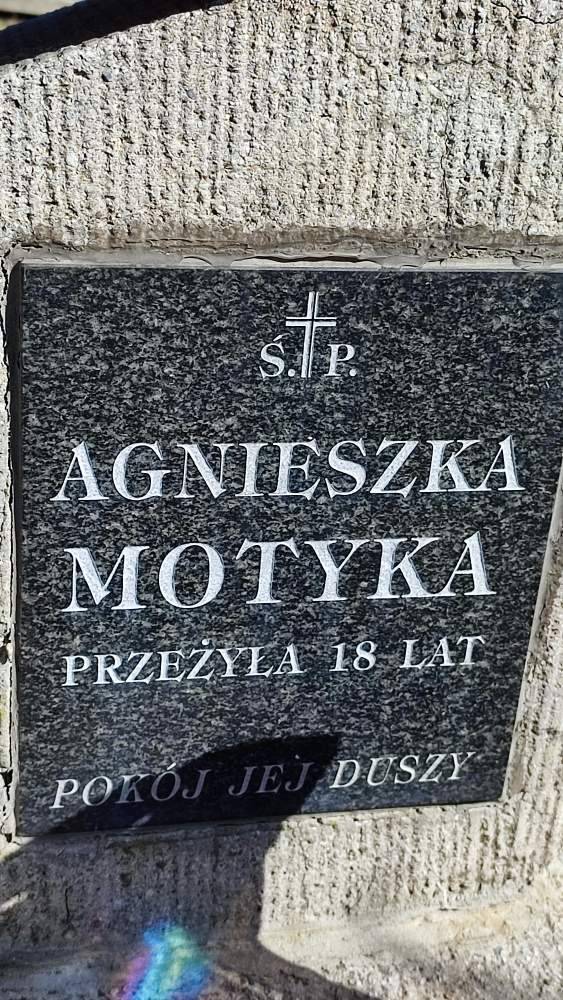 Ś. P.
AGNIESZKA
MOTYKA
PRZEŻYŁA 18 LAT
POKÓJ JEJ DUSZY